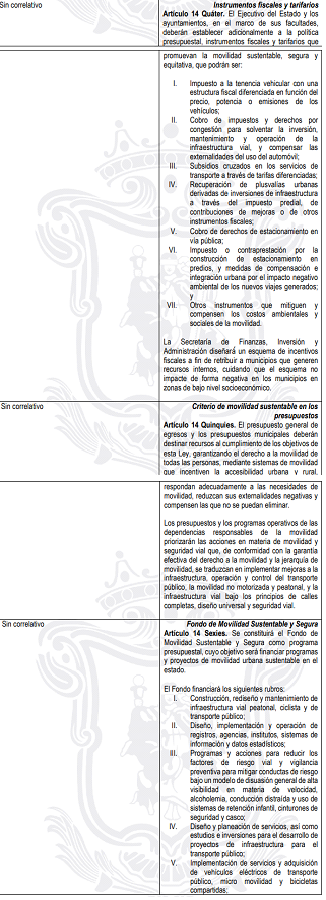 Sin correlativo
Instrumentos fiscales y tarifarios
Artículo 14 Quáter. El Ejecutivo del Estado y los
ayuntamientos, en el marco de sus facultades,
deberán establecer adicionalmente a la política
presupuestal, instrumentos fiscales y tarifarios que
promuevan la movilidad sustentable, segura y
equitativa, que podrán ser:
I. Impuesto a la tenencia vehicular con una
estructura fiscal diferenciada en función del
precio, potencia o emisiones de los
vehículos;
II. Cobro de impuestos y derechos por
congestión para solventar la inversión,
mantenimiento y operación de la
infraestructura vial, y compensar las
externalidades del uso del automóvil;
III. Subsidios cruzados en los servicios de
transporte a través de tarifas diferenciadas;
IV. Recuperación de plusvalías urbanas
derivadas de inversiones de infraestructura
a través del impuesto predial, de
contribuciones de mejoras o de otros
instrumentos fiscales;
V. Cobro de derechos de estacionamiento en
vía pública;
VI. Impuesto o contraprestación por la
construcción de estacionamiento en
predios, y medidas de compensación e
integración urbana por el impacto negativo
ambiental de los nuevos viajes generados;
y
VII. Otros instrumentos que mitiguen y
compensen los costos ambientales y
sociales de la movilidad.
La Secretaría de Finanzas, Inversión y
Administración diseñará un esquema de incentivos
fiscales a fin de retribuir a municipios que generen
recursos internos, cuidando que el esquema no
impacte de forma negativa en los municipios en
zonas de bajo nivel socioeconómico.
Sin correlativo
Criterio de movilidad sustentable en los
presupuestos
Artículo 14 Quinquies. El presupuesto general de
egresos y los presupuestos municipales deberán
destinar recursos al cumplimiento de los objetivos de
esta Ley, garantizando el derecho a la movilidad de
todas las personas, mediante sistemas de movilidad
que incentiven la accesibilidad urbana y rural,
respondan adecuadamente a las necesidades de
movilidad, reduzcan sus externalidades negativas y
compensen las que no se puedan eliminar.
Los presupuestos y los programas operativos de las
dependencias responsables de la movilidad
priorizarán las acciones en materia de movilidad y
seguridad vial que, de conformidad con la garantía
efectiva del derecho a la movilidad y la jerarquía de
movilidad, se traduzcan en implementar mejoras a la
infraestructura, operación y control del transporte
público, la movilidad no motorizada y peatonal, y la
infraestructura vial bajo los principios de calles
completas, diseño universal y seguridad vial.
Sin correlativo
Fondo de Movilidad Sustentable y Segura
Artículo 14 Sexies. Se constituirá el Fondo de
Movilidad Sustentable y Segura como programa
presupuestal, cuyo objetivo será financiar programas
y proyectos de movilidad urbana sustentable en el
estado.
El Fondo financiará los siguientes rubros:
I. Construcción, rediseño y mantenimiento de
infraestructura vial peatonal, ciclista y de
transporte público;
II. Diseño, implementación y operación de
registros, agencias, institutos, sistemas de
información y datos estadísticos;
III. Programas y acciones para reducir los
factores de riesgo vial y vigilancia
preventiva para mitigar conductas de riesgo
bajo un modelo de disuasión general de alta
visibilidad en materia de velocidad,
alcoholemia, conducción distraída y uso de
sistemas de retención infantil, cinturones de
seguridad y casco;
IV. Diseño y planeación de servicios, así como
estudios e inversiones para el desarrollo de
proyectos de infraestructura para el
transporte público;
V. Implementación de servicios y adquisición
de vehículos eléctricos de transporte
público, micro movilidad y bicicletas
compartidas;